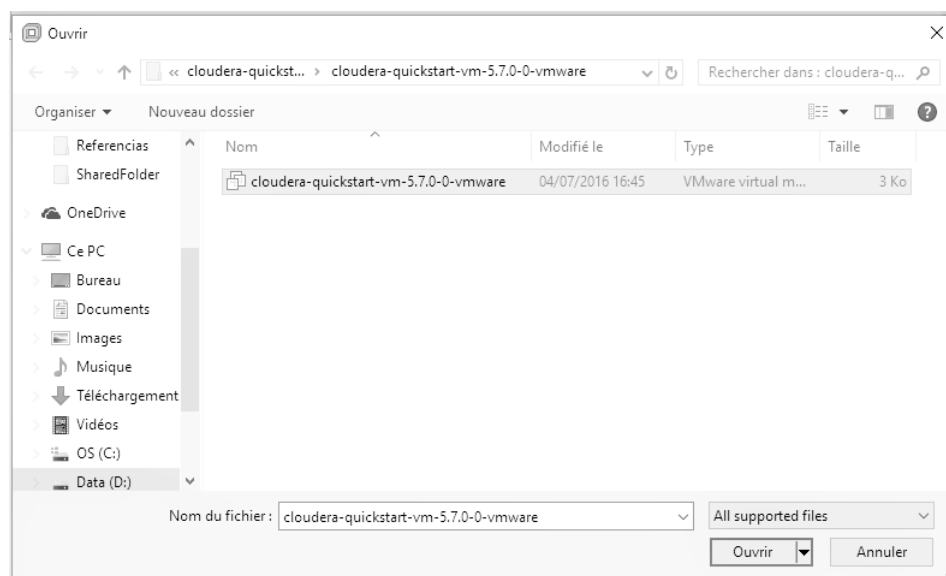 Ouvrir
« cloudera-quickst... › cloudera-quickstart-vm-5.7.0-0-vmware
Rechercher dans : cloudera-q...
Organiser
Nouveau dossier
Nom
Modifié le
Type
Taille
cloudera-quickstart-vm-5.7.0-0-vmware
04/07/2016 16:45
VMware virtual m...
3 Ko
Referencias
SharedFolder
OneDrive
Ce PC
Bureau
Documents
Images
Musique
Téléchargement
Vidéos
OS (C:)
Data (D:)
Nom du fichier :
cloudera-quickstart-vm-5.7.0-0-vmware
All supported files
Ouvrir
Annuler